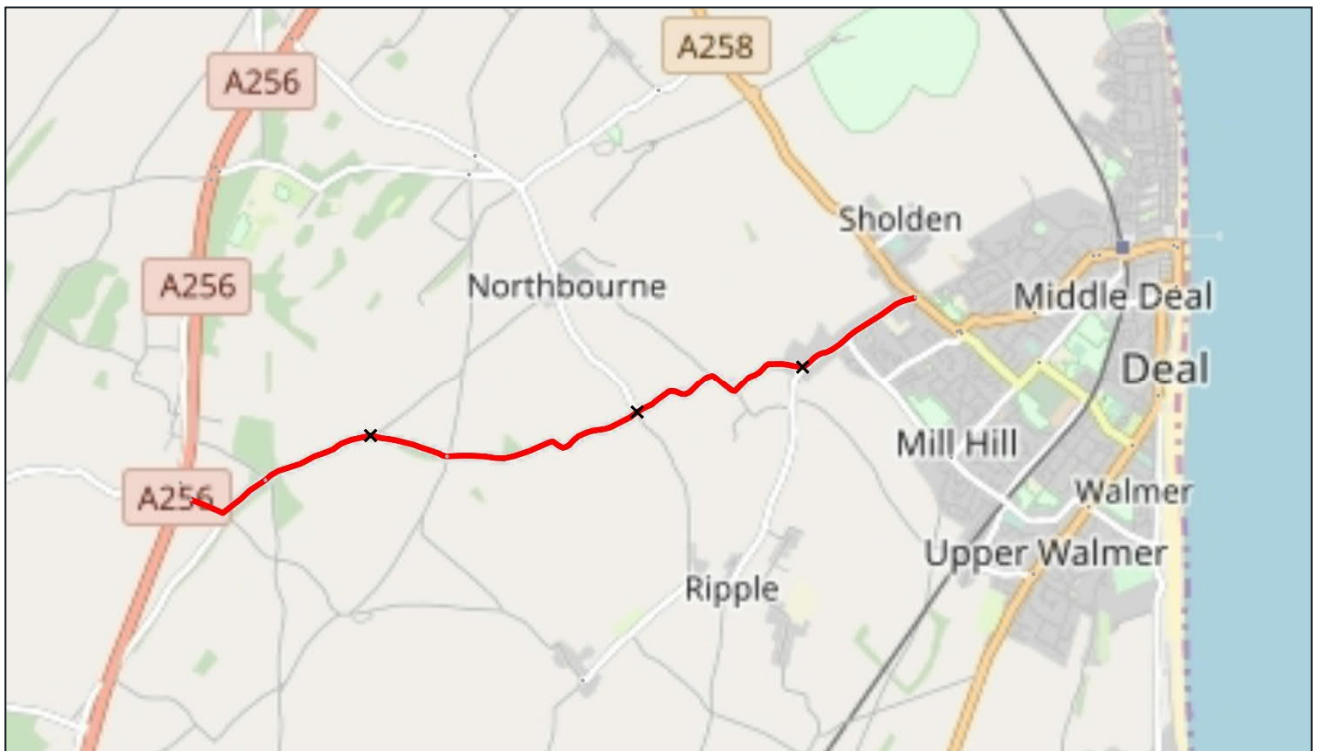 A258
A256
Sholden
A256
Northbourne
Middle Deal
Deal
Mill Hill
A256
Walmer
Upper Walmer
Ripple